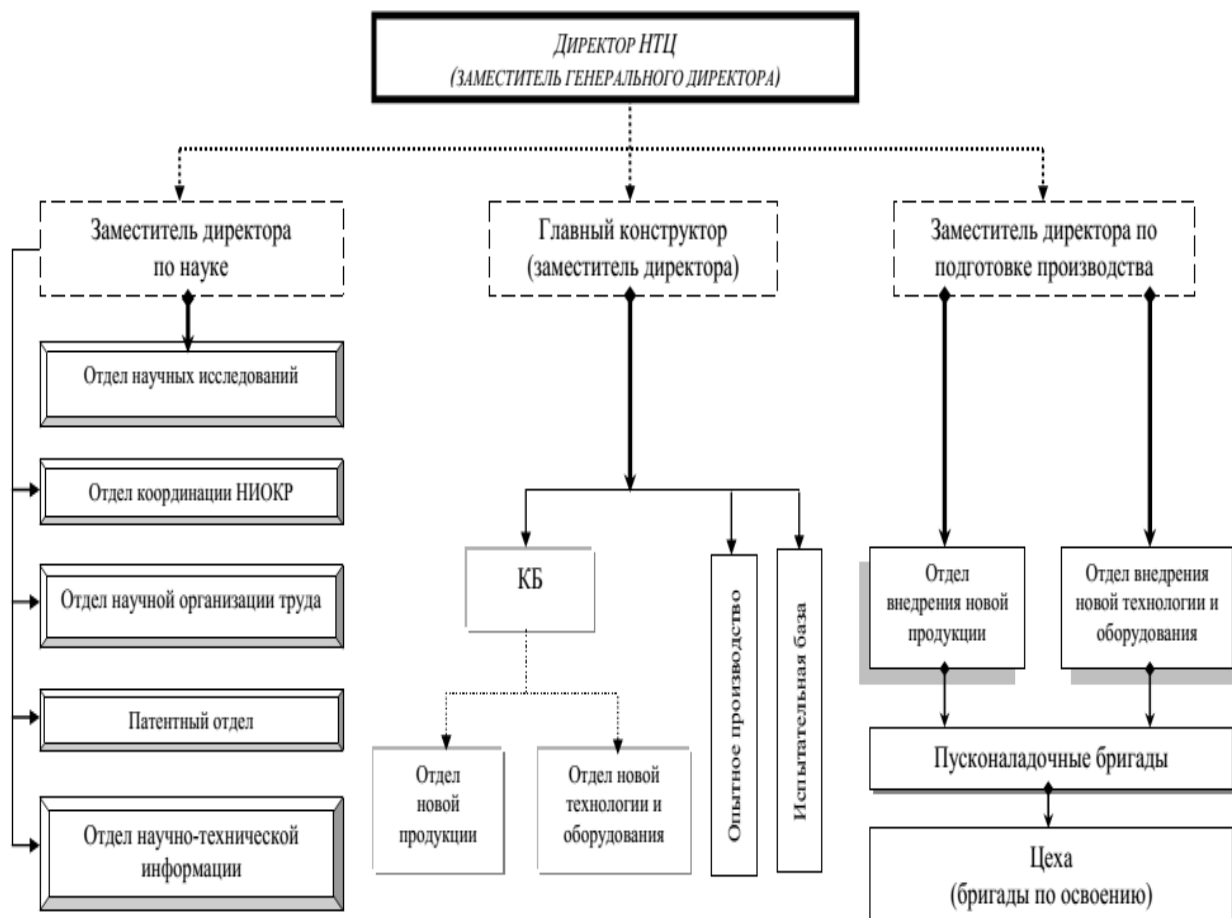 ДИРЕКТОР НТЦ
(ЗАМЕСТИТЕЛЬ ГЕНЕРАЛЬНОГО ДИРЕКТОРА)
Заместитель директора
по науке
Главный конструктор
(заместитель директора)
Заместитель директора по
подготовке производства
Отдел научных исследований
Отдел координации НИОКР
Отдел научной организации труда
Патентный отдел
Отдел научно-технической
информации
КБ
Отдел
новой
продукции
Отдел новой
технологии и
оборудования
Опытное производство
Испытательная база
Отдел
внедрения новой
продукции
Отдел внедрения
новой технологии и
оборудования
Пусконаладочные бригады
Цеха
(бригады по освоению)